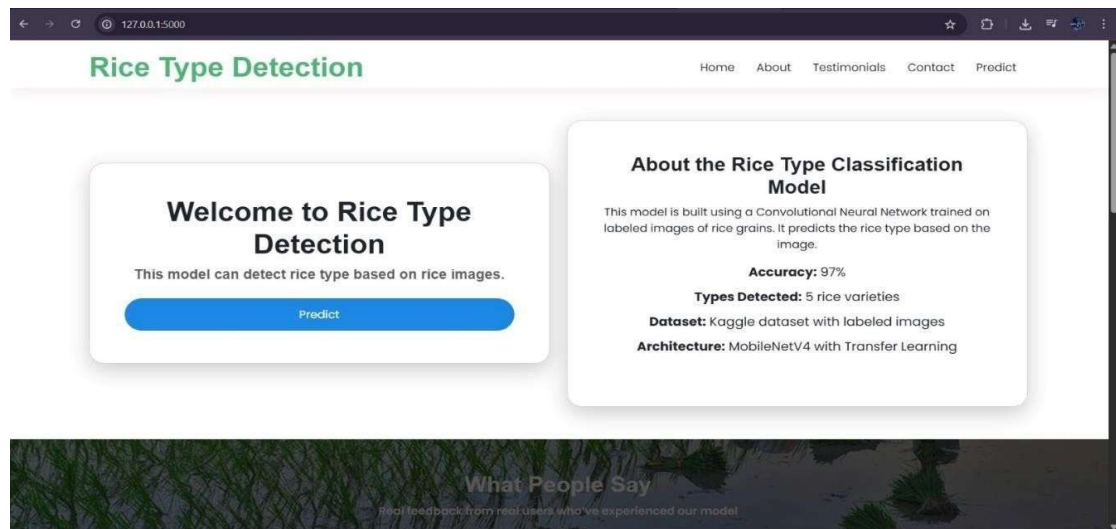 127.0.0.1:5000
Rice Type Detection
Home About Testimonials Contact Predict
Welcome to Rice Type
Detection
This model can detect rice type based on rice images.
Predict
About the Rice Type Classification
Model
This model is built using a Convolutional Neural Network trained on
labeled images of rice grains. It predicts the rice type based on the
image.
Accuracy: 97%
Types Detected: 5 rice varieties
Dataset: Kaggle dataset with labeled images
Architecture: MobileNetV4 with Transfer Learning
What People Say
Real feedback from real users who've experienced our model